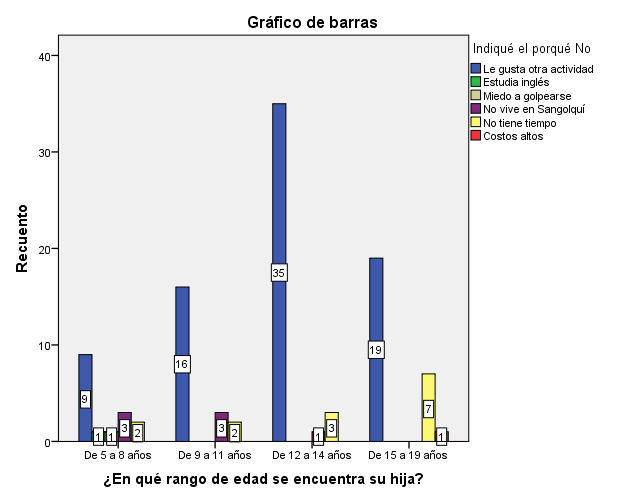 Gráfico de barras
Indiqué el porqué No
Le gusta otra actividad
Estudia inglés
Miedo a golpearse
No vive en Sangolquí
No tiene tiempo
Costos altos
Recuento
40
30
20
10
0
9
1
1
3
2
16
3
2
35
1
3
19
7
1
De 5 a 8 años
De 9 a 11 años
De 12 a 14 años
De 15 a 19 años
¿En qué rango de edad se encuentra su hija?